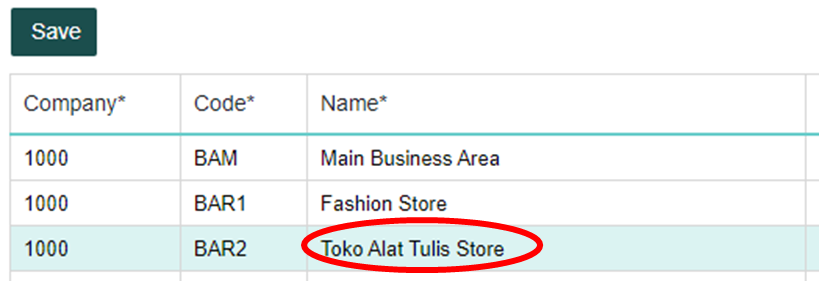 Save
Company* Code* Name*
1000 BAM Main Business Area
1000 BAR1 Fashion Store
1000 BAR2 Toko Alat Tulis Store